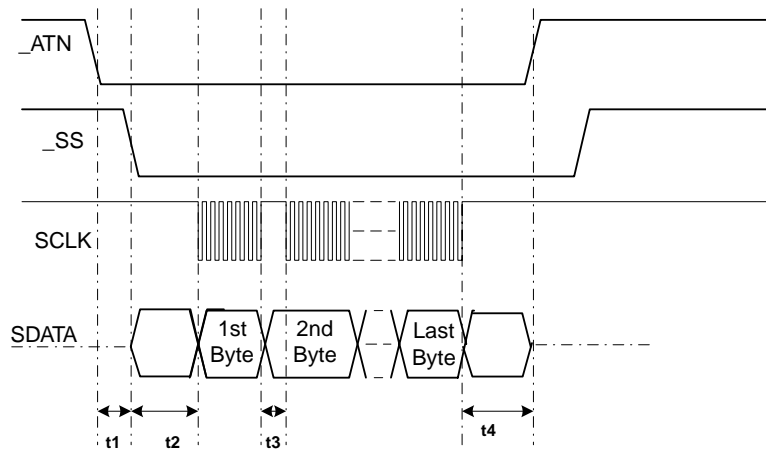 _ATN
_SS
SCLK
SDATA
1st
Byte
2nd
Byte
Last
Byte
t1
t2
t3
t4